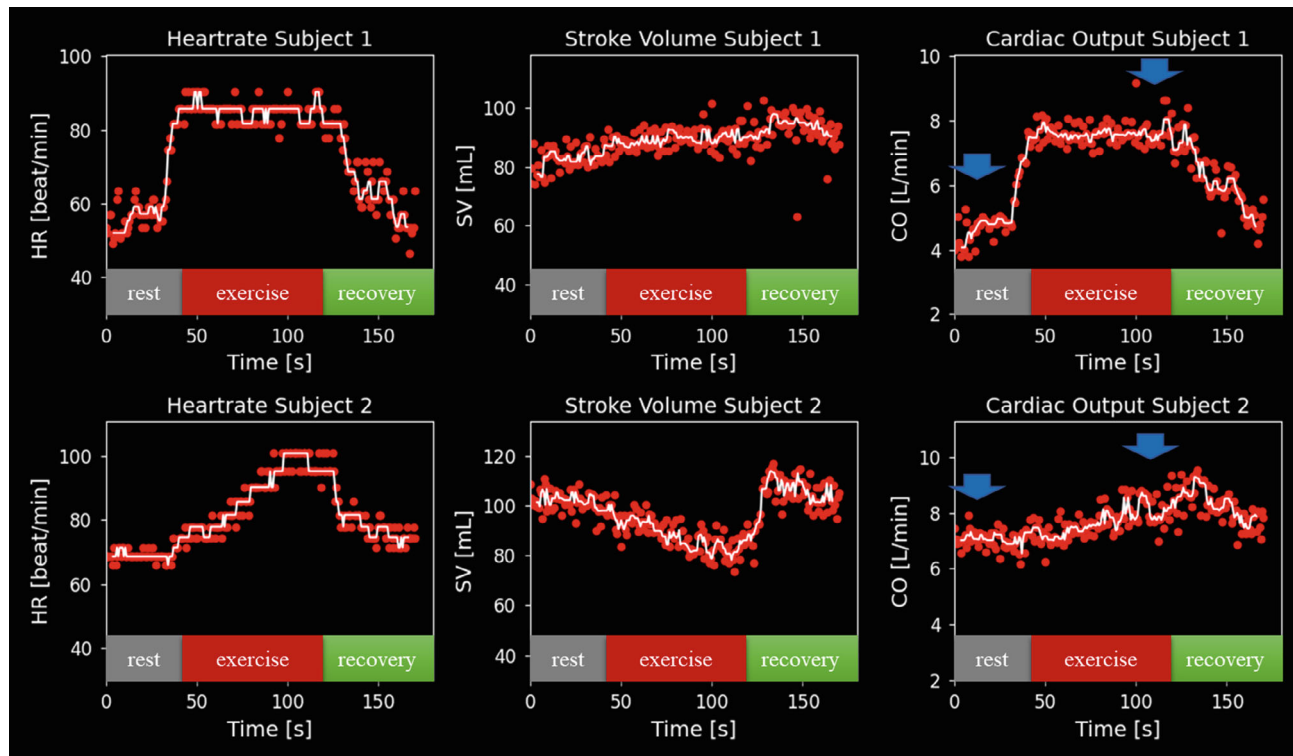 Heartrate Subject 1
HR [beat/min]
100
80
60
40
rest exercise recovery
0 50 100 150
Time [s]
Stroke Volume Subject 1
SV [mL]
100
80
60
40
rest exercise recovery
0 50 100 150
Time [s]
Cardiac Output Subject 1
CO [L/min]
10
8
6
4
2
rest exercise recovery
0 50 100 150
Time [s]
Heartrate Subject 2
HR [beat/min]
100
80
60
40
rest exercise recovery
0 50 100 150
Time [s]
Stroke Volume Subject 2
SV [mL]
120
100
80
60
40
rest exercise recovery
0 50 100 150
Time [s]
Cardiac Output Subject 2
CO [L/min]
10
8
6
4
2
rest exercise recovery
0 50 100 150
Time [s]